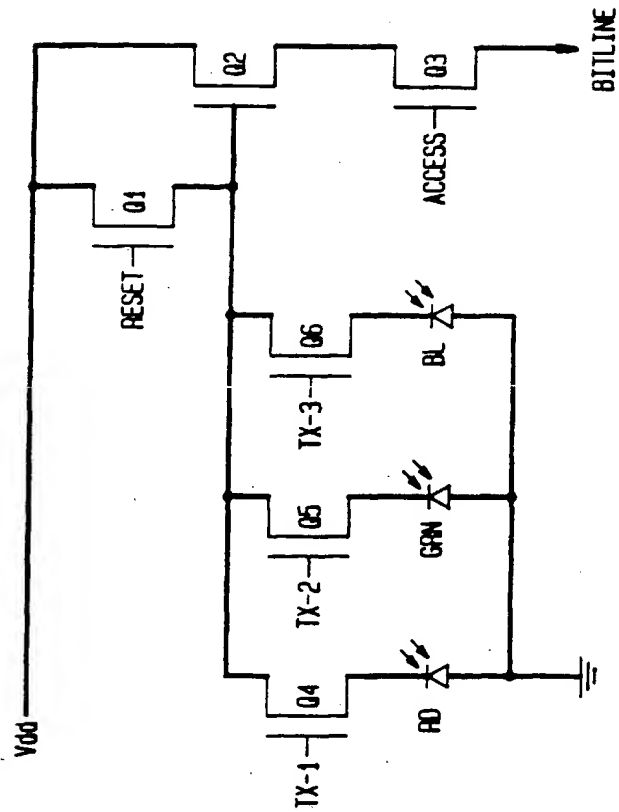 Vdd
RESET
Q1
Q2
Q3
ACCESS
BITLINE
TX-1
Q4
TX-2
Q5
TX-3
Q6
RD
GRN
BL